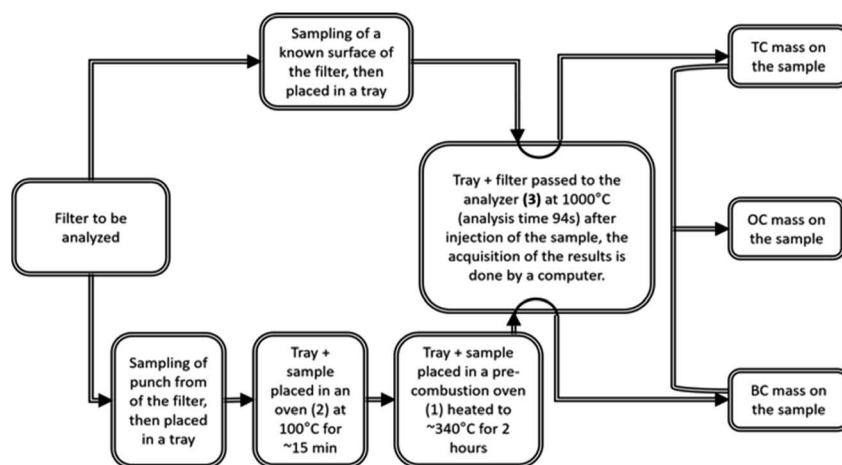 Sampling of a
known surface of
the filter, then
placed in a tray
TC mass on
the sample
Filter to be
analyzed
Tray + filter passed to the
analyzer (3) at 1000°C
(analysis time 94s) after
injection of the sample, the
acquisition of the results is
done by a computer.
OC mass on
the sample
Sampling of
punch from
of the filter,
then placed
in a tray
Tray +
sample
placed in an
oven (2) at
100°C for
~15 min
Tray + sample
placed in a pre-
combustion oven
(1) heated to
~340°C for 2
hours
BC mass on
the sample